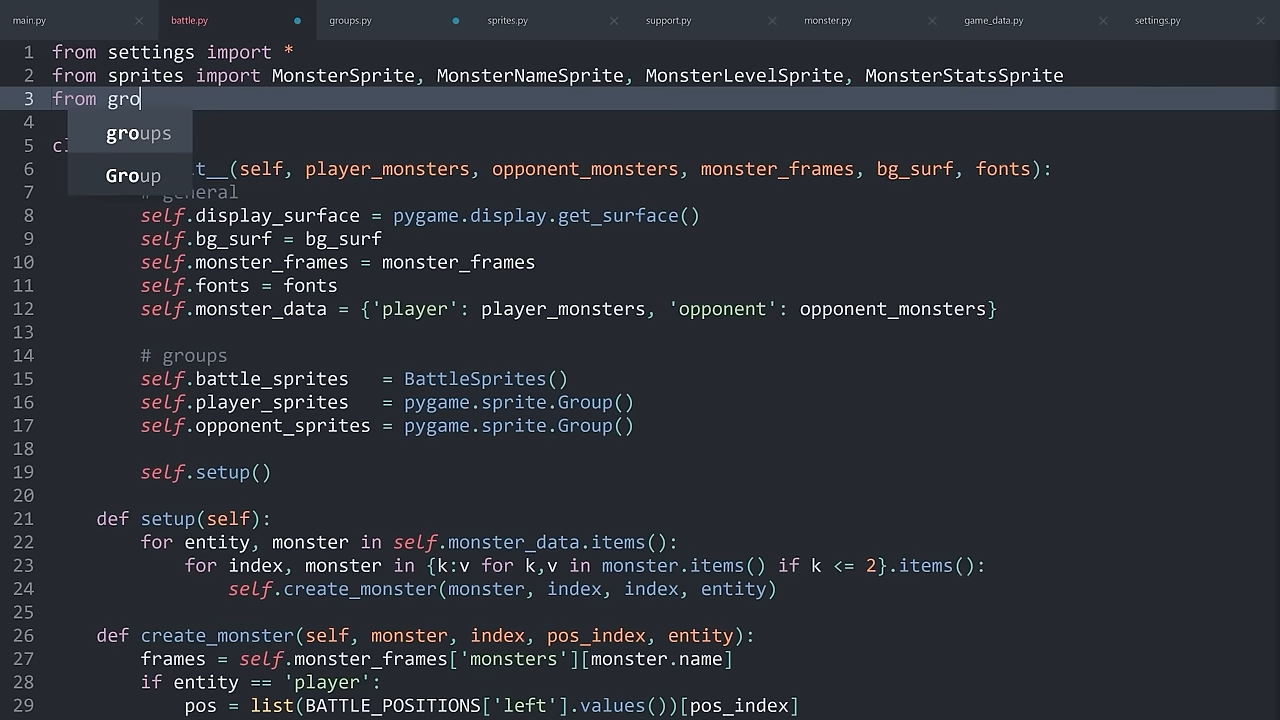 main.py battle.py groups.py sprites.py support.py monster.py game_data.py settings.py
1 from settings import *
2 from sprites import MonsterSprite, MonsterNameSprite, MonsterLevelSprite, MonsterStatsSprite
3 from gro
4 groups
5 cl
Group
6 t__(self, player_monsters, opponent_monsters, monster_frames, bg_surf, fonts):
7 # general
8 self.display_surface = pygame.display.get_surface()
9 self.bg_surf = bg_surf
10 self.monster_frames = monster_frames
11 self.fonts = fonts
12 self.monster_data = {'player': player_monsters, 'opponent': opponent_monsters}
13
14 # groups
15 self.battle_sprites   = BattleSprites()
16 self.player_sprites   = pygame.sprite.Group()
17 self.opponent_sprites = pygame.sprite.Group()
18
19 self.setup()
20
21 def setup(self):
22 for entity, monster in self.monster_data.items():
23 for index, monster in {k:v for k,v in monster.items() if k <= 2}.items():
24 self.create_monster(monster, index, index, entity)
25
26 def create_monster(self, monster, index, pos_index, entity):
27 frames = self.monster_frames['monsters'][monster.name]
28 if entity == 'player':
29 pos = list(BATTLE_POSITIONS['left'].values())[pos_index]